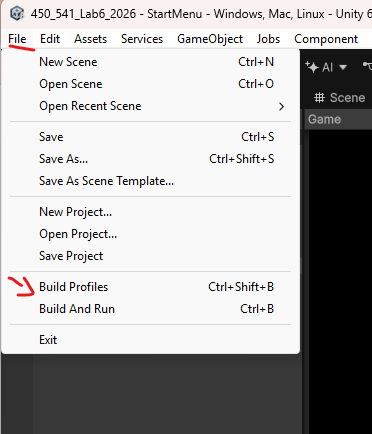 450_541_Lab6_2026 - StartMenu - Windows, Mac, Linux - Unity 6
File Edit Assets Services GameObject Jobs Component
New Scene Ctrl+N
Open Scene Ctrl+O
Open Recent Scene
Save Ctrl+S
Save As... Ctrl+Shift+S
Save As Scene Template...
New Project...
Open Project...
Save Project
Build Profiles Ctrl+Shift+B
Build And Run Ctrl+B
Exit
AI
Scene
Game